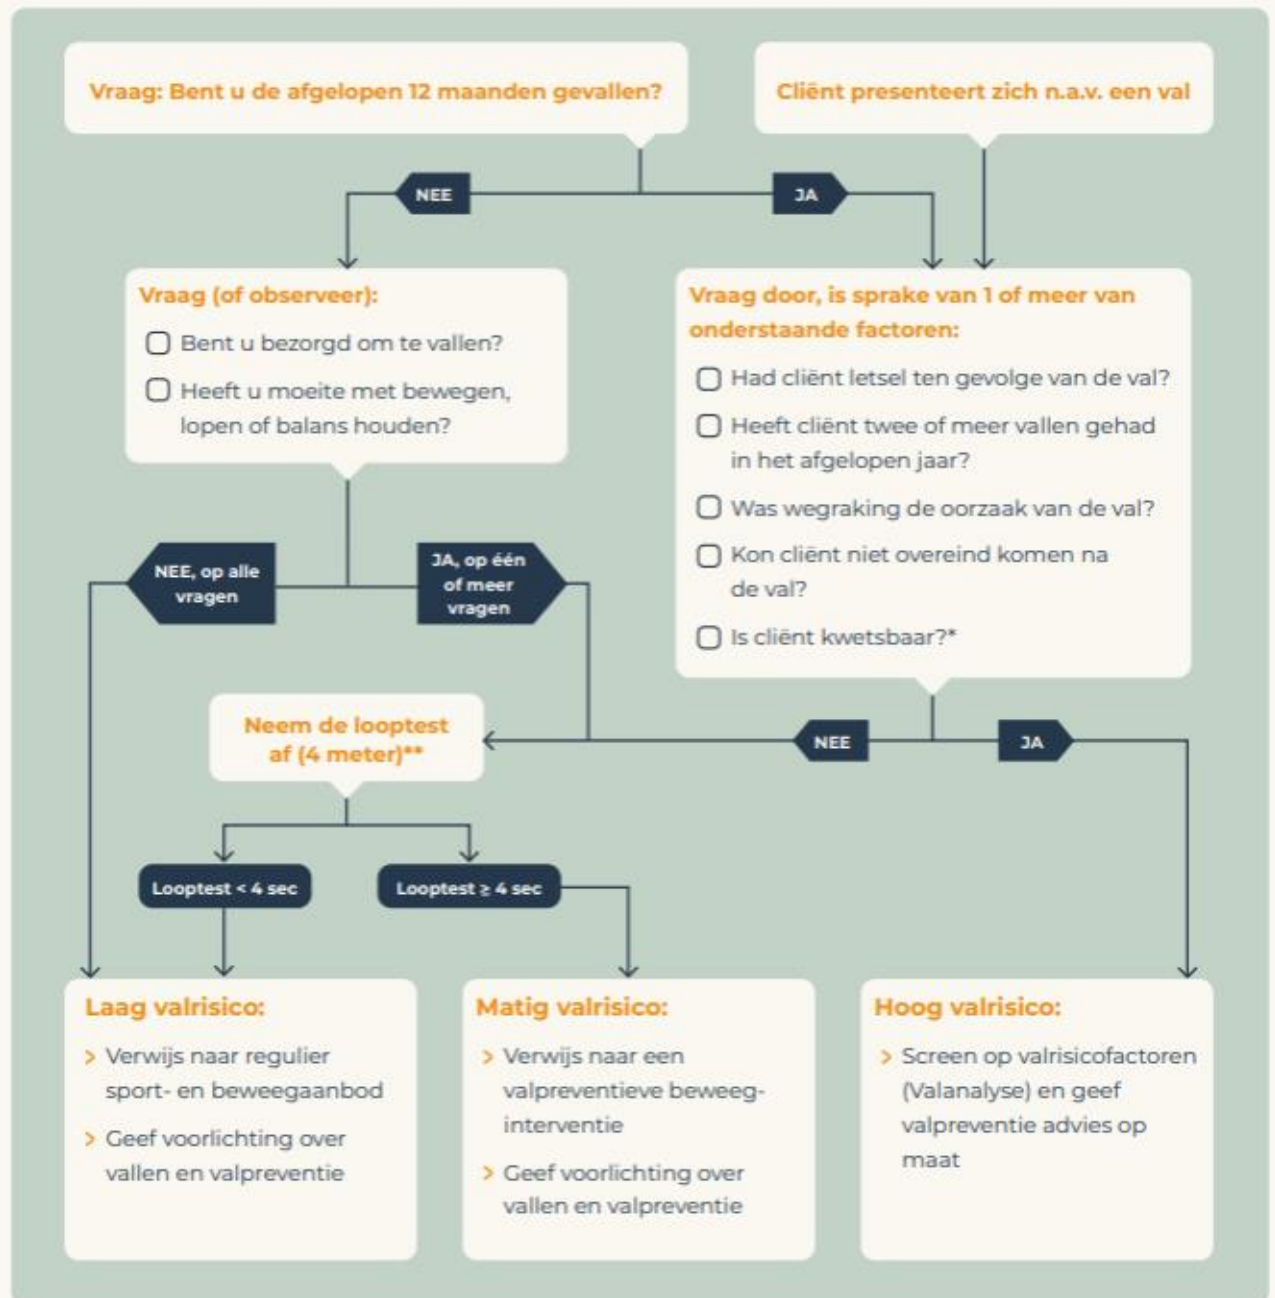 Vraag: Bent u de afgelopen 12 maanden gevallen?
Cliënt presenteert zich n.a.v. een val
NEE
JA
Vraag (of observeer):
Bent u bezorgd om te vallen?
Heeft u moeite met bewegen,
lopen of balans houden?
Vraag door, is sprake van 1 of meer van
onderstaande factoren:
Had cliënt letsel ten gevolge van de val?
Heeft cliënt twee of meer vallen gehad
in het afgelopen jaar?
Was wegraking de oorzaak van de val?
Kon cliënt niet overeind komen na
de val?
Is cliënt kwetsbaar?*
NEE, op alle
vragen
JA, op één
of meer
vragen
Neem de looptest
af (4 meter)**
NEE
JA
Looptest < 4 sec
Looptest ≥ 4 sec
Laag valrisico:
> Verwijs naar regulier
sport- en beweegaanbod
> Geef voorlichting over
vallen en valpreventie
Matig valrisico:
> Verwijs naar een
valpreventieve beweeg-
interventie
> Geef voorlichting over
vallen en valpreventie
Hoog valrisico:
> Screen op valrisicofactoren
(Valanalyse) en geef
valpreventie advies op
maat